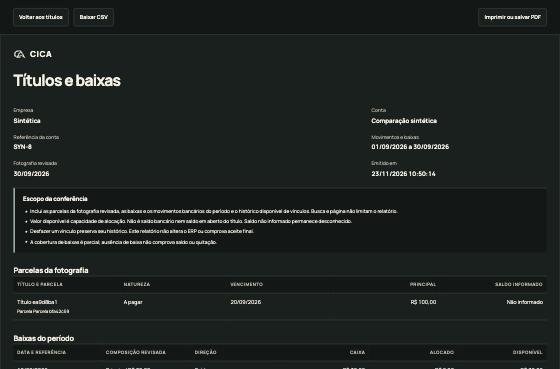 Voltar aos títulos
Baixar CSV
Imprimir ou salvar PDF
CICA
Títulos e baixas
Empresa
Sintética
Conta
Comparação sintética
Referência da conta
SYN-8
Movimentos e baixas
01/09/2026 a 30/09/2026
Fotografia revisada
30/09/2026
Emitido em
23/11/2026 10:50:14
Escopo da conferência
Inclui as parcelas da fotografia revisada, as baixas e os movimentos bancários do período e o histórico disponível de vínculos. Busca e página não limitam o relatório.
Valor disponível é capacidade de alocação. Não é saldo bancário nem saldo em aberto do título. Saldo não informado permanece desconhecido.
Desfazer um vínculo preserva seu histórico. Este relatório não altera o ERP ou comprova aceite final.
A cobertura de baixas é parcial; ausência de baixa não comprova saldo ou quitação.
Parcelas da fotografia
TÍTULO E PARCELA NATUREZA VENCIMENTO PRINCIPAL SALDO INFORMADO
A pagar 20/09/2026 R$ 100,00 Não informado
Baixas do período
DATA E REFERÊNCIA COMPOSIÇÃO REVISADA DIREÇÃO CAIXA ALOCADO DISPONÍVEL